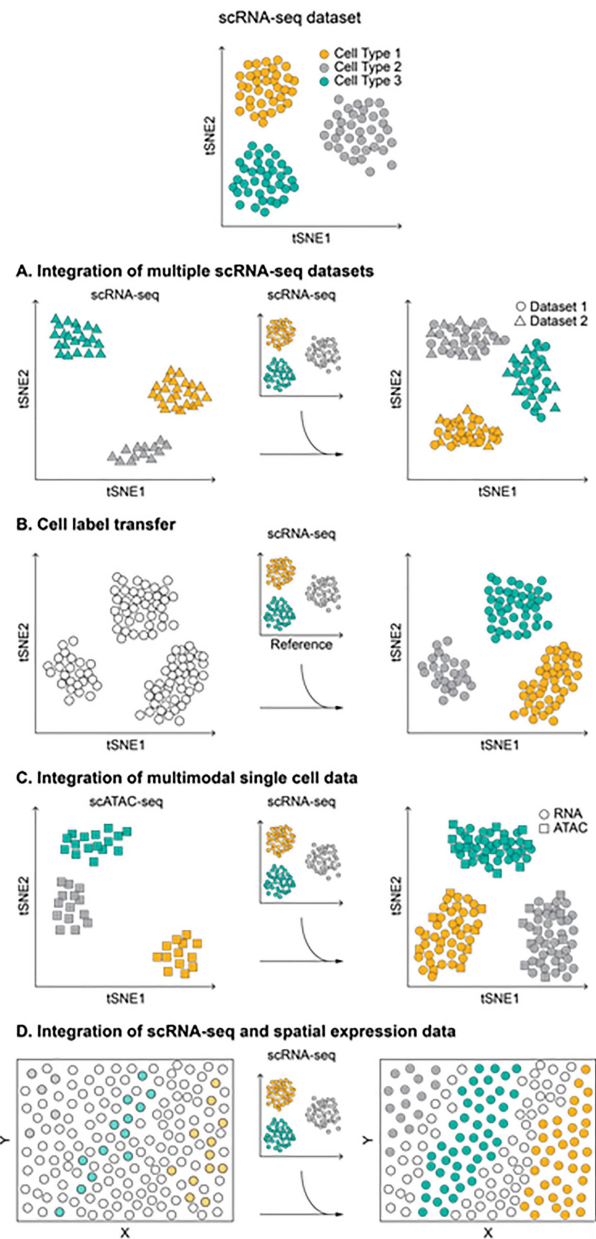 scRNA-seq dataset
Cell Type 1
Cell Type 2
Cell Type 3
tSNE2
tSNE1
A. Integration of multiple scRNA-seq datasets
scRNA-seq
scRNA-seq
Dataset 1
Dataset 2
tSNE2
tSNE2
tSNE1
tSNE1
B. Cell label transfer
scRNA-seq
tSNE2
Reference
tSNE2
tSNE1
tSNE1
C. Integration of multimodal single cell data
scATAC-seq
scRNA-seq
RNA
ATAC
tSNE2
tSNE2
tSNE1
tSNE1
D. Integration of scRNA-seq and spatial expression data
scRNA-seq
Y
Y
X
X